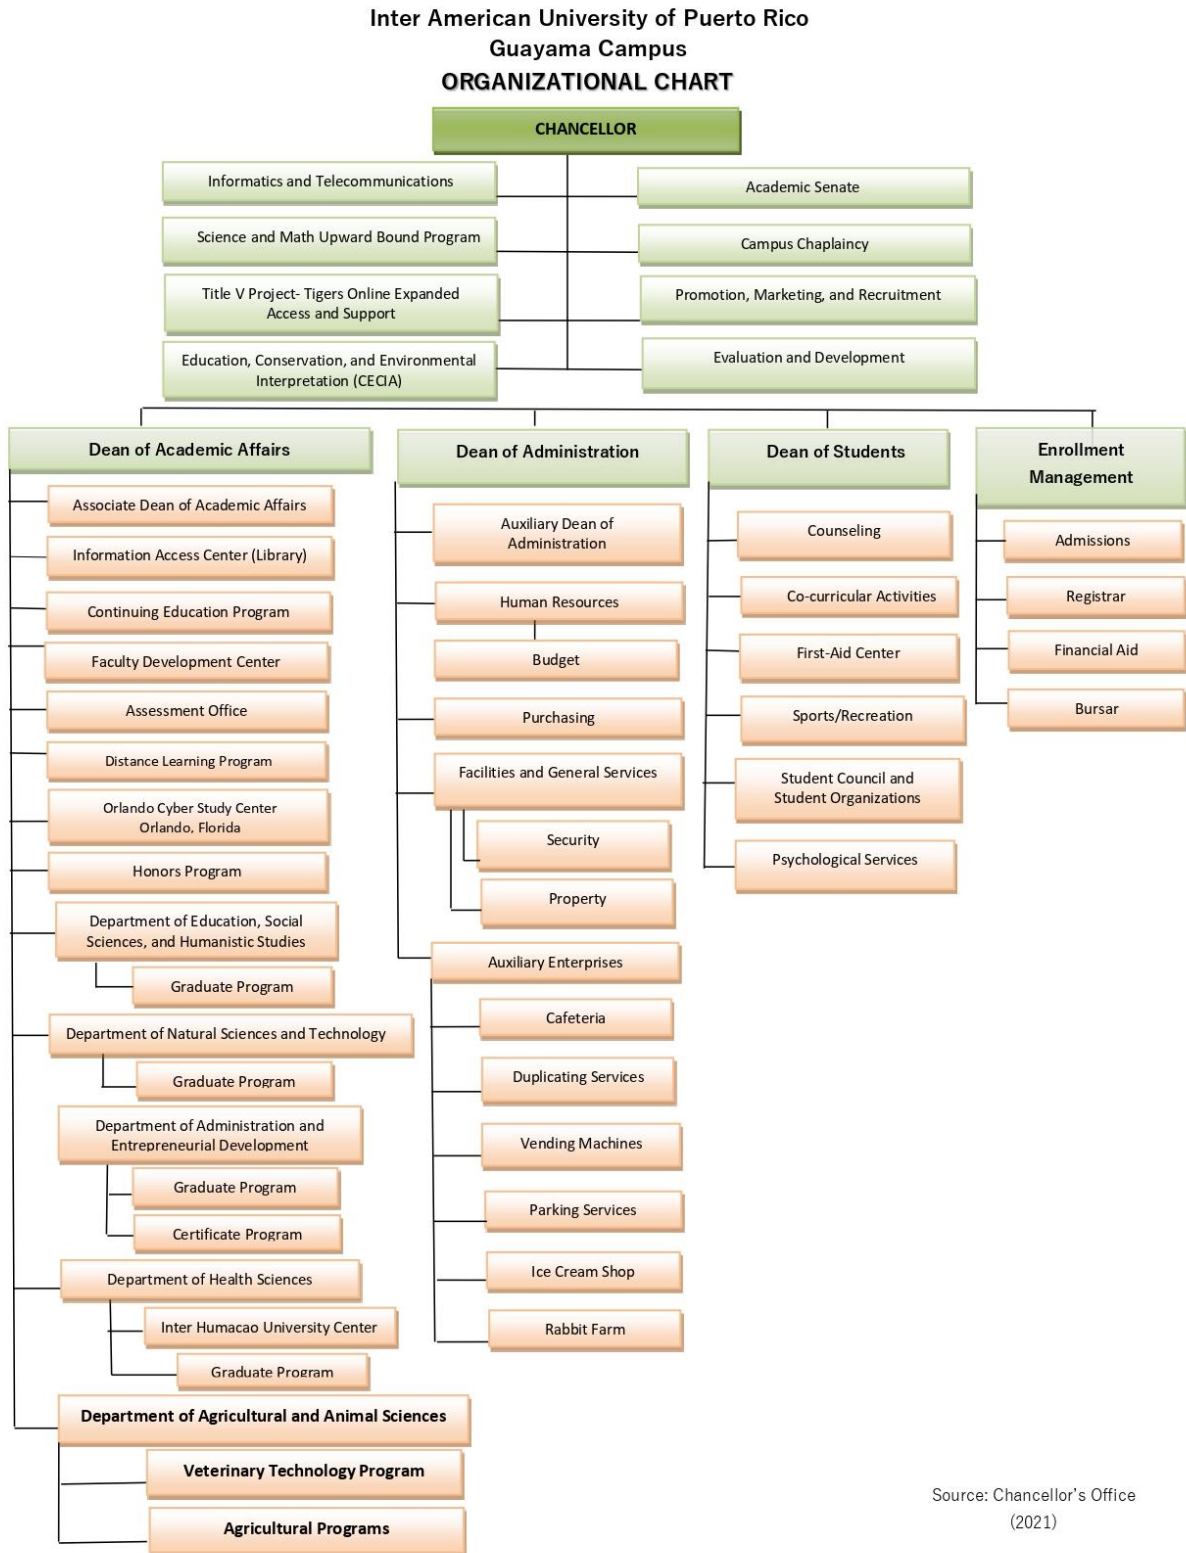 Inter American University of Puerto Rico
Guayama Campus
ORGANIZATIONAL CHART
CHANCELLOR
Informatics and Telecommunications
Academic Senate
Science and Math Upward Bound Program
Campus Chaplaincy
Title V Project- Tigers Online Expanded
Access and Support
Promotion, Marketing, and Recruitment
Education, Conservation, and Environmental
Interpretation (CECIA)
Evaluation and Development
Dean of Academic Affairs
Associate Dean of Academic Affairs
Information Access Center (Library)
Continuing Education Program
Faculty Development Center
Assessment Office
Distance Learning Program
Orlando Cyber Study Center
Orlando, Florida
Honors Program
Department of Education, Social
Sciences, and Humanistic Studies
Graduate Program
Department of Natural Sciences and Technology
Graduate Program
Department of Administration and
Entrepreneurial Development
Graduate Program
Certificate Program
Department of Health Sciences
Inter Humacao University Center
Graduate Program
Department of Agricultural and Animal Sciences
Veterinary Technology Program
Agricultural Programs
Dean of Administration
Auxiliary Dean of
Administration
Human Resources
Budget
Purchasing
Facilities and General Services
Security
Property
Auxiliary Enterprises
Cafeteria
Duplicating Services
Vending Machines
Parking Services
Ice Cream Shop
Rabbit Farm
Dean of Students
Counseling
Co-curricular Activities
First-Aid Center
Sports/Recreation
Student Council and
Student Organizations
Psychological Services
Enrollment
Management
Admissions
Registrar
Financial Aid
Bursar
Source: Chancellor's Office
(2021)